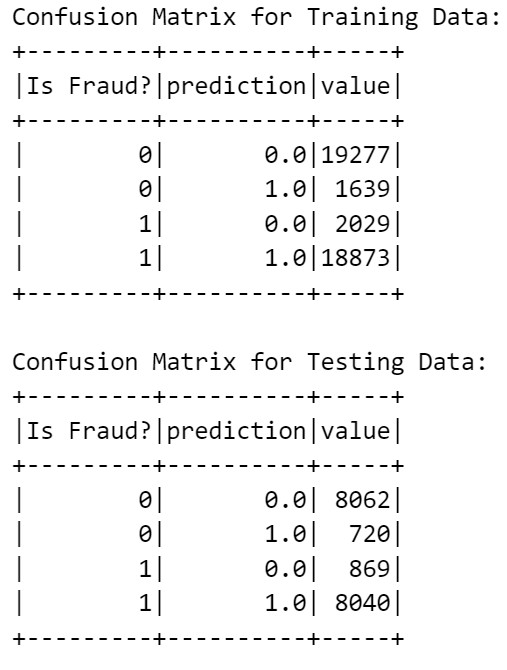 Confusion Matrix for Training Data:
+---------+----------+-----+
|Is Fraud?|prediction|value|
+---------+----------+-----+
|        0|       0.0|19277|
|        0|       1.0| 1639|
|        1|       0.0| 2029|
|        1|       1.0|18873|
+---------+----------+-----+
Confusion Matrix for Testing Data:
+---------+----------+-----+
|Is Fraud?|prediction|value|
+---------+----------+-----+
|        0|       0.0| 8062|
|        0|       1.0|  720|
|        1|       0.0|  869|
|        1|       1.0| 8040|
+---------+----------+-----+